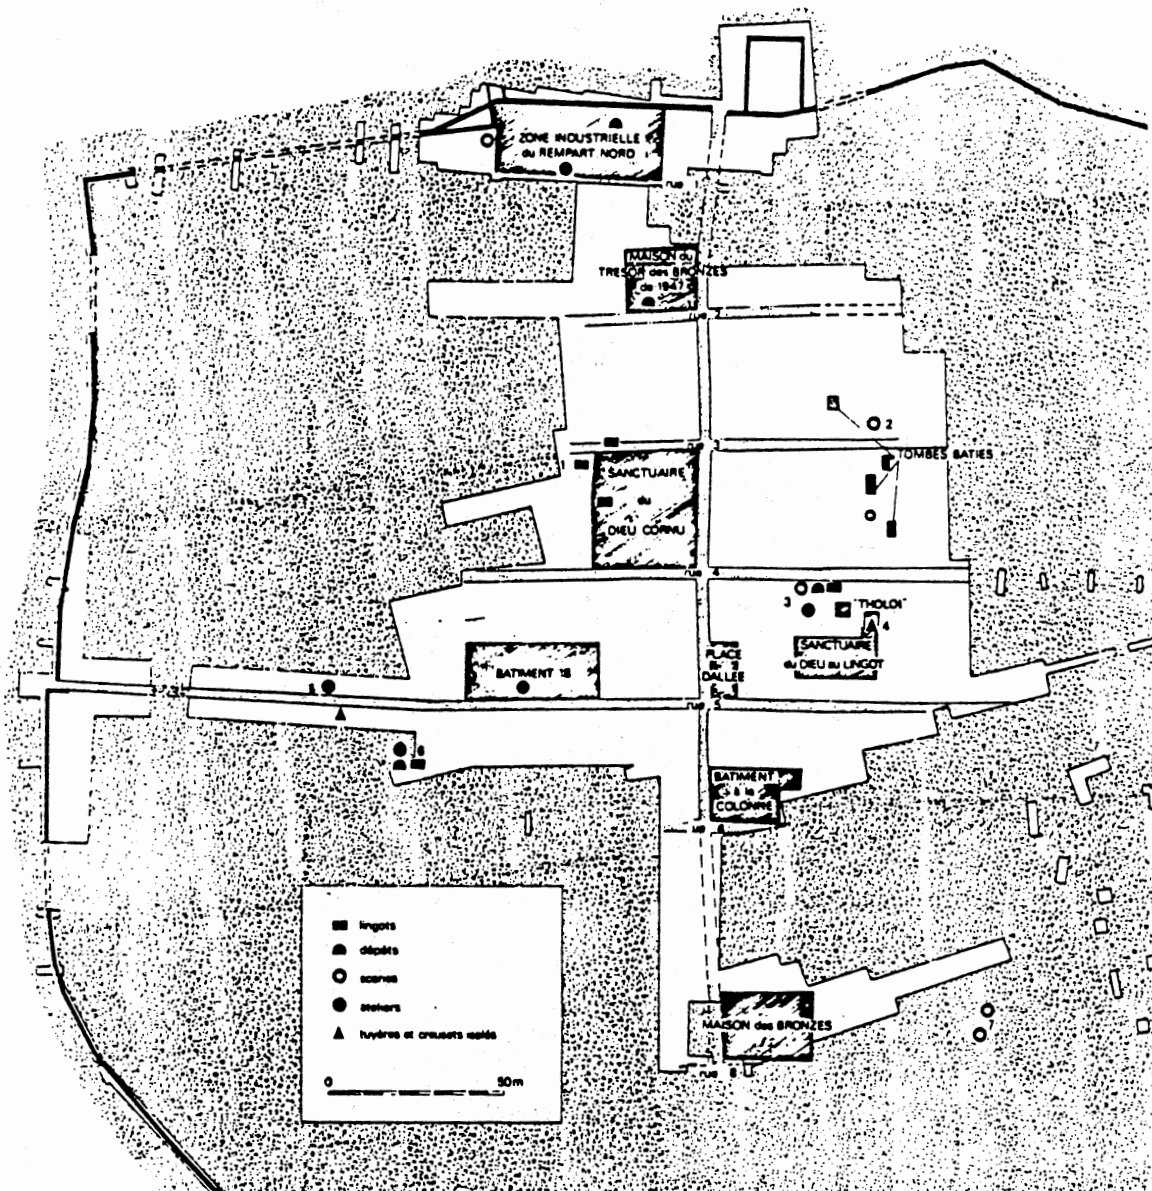 ZONE INDUSTRIELLE
du REMPART NORD
rue
MAISON du
TRESOR des BRONZES
de 1947
rue 2
2
3
TOMBES BATIES
SANCTUAIRE
du
DIEU CORNU
rue 4
3
"THOLOI"
4
SANCTUAIRE
du DIEU au LINGOT
PLACE
DALLEE
BATIMENT 18
5
rue 5
6
BATIMENT
à la
COLONNE
6
lingots
dépôts
scories
ateliers
tuyères et creusets isolés
0 50m
MAISON des BRONZES
7
rue 8